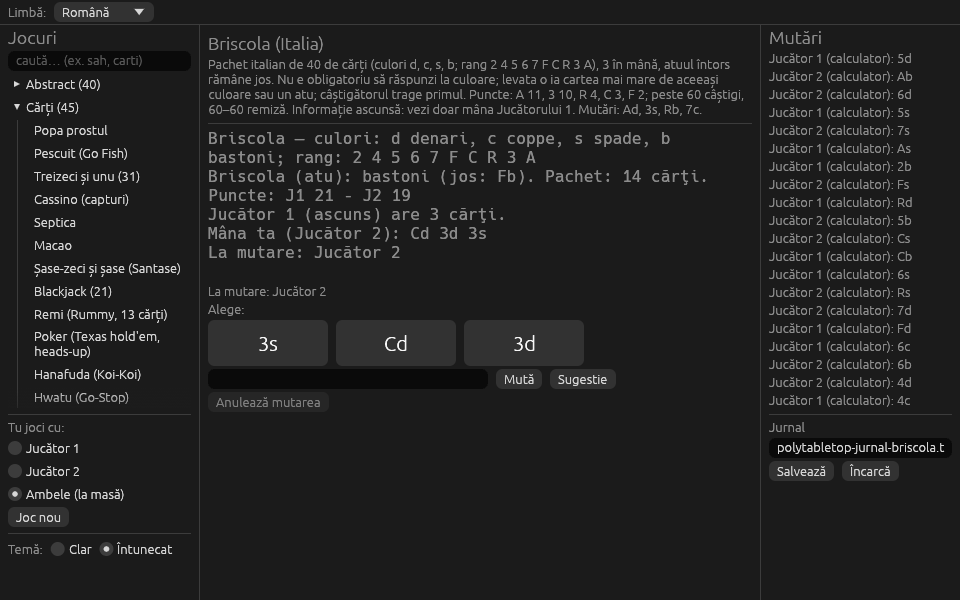 Limbă: Română
Jocuri
caută... (ex. sah, carti)
Abstract (40)
Cărți (45)
Popa prostul
Pescuit (Go Fish)
Treizeci și unu (31)
Cassino (capturi)
Septica
Macao
Șase-zeci și șase (Santase)
Blackjack (21)
Remi (Rummy, 13 cărți)
Poker (Texas hold'em,
heads-up)
Hanafuda (Koi-Koi)
Hwatu (Go-Stop)
Tu joci cu:
Jucător 1
Jucător 2
Ambele (la masă)
Joc nou
Temă: Clar Întunecat
Briscola (Italia)
Pachet italian de 40 de cărți (culori d, c, s, b; rang 2 4 5 6 7 F C R 3 A), 3 în mână, atuul întors
rămâne jos. Nu e obligatoriu să răspunzi la culoare; levata o ia cartea mai mare de aceeași
culoare sau un atu; câștigătorul trage primul. Puncte: A 11, 3 10, R 4, C 3, F 2; peste 60 câștigi,
60–60 remiză. Informație ascunsă: vezi doar mâna Jucătorului 1. Mutări: Ad, 3s, Rb, 7c.
Briscola — culori: d denari, c coppe, s spade, b
bastoni; rang: 2 4 5 6 7 F C R 3 A
Briscola (atu): bastoni (jos: Fb). Pachet: 14 cărți.
Puncte: J1 21 - J2 19
Jucător 1 (ascuns) are 3 cărți.
Mâna ta (Jucător 2): Cd 3d 3s
La mutare: Jucător 2
La mutare: Jucător 2
Alege:
3s Cd 3d
Mută Sugestie
Anulează mutarea
Mutări
Jucător 1 (calculator): 5d
Jucător 2 (calculator): Ab
Jucător 2 (calculator): 6d
Jucător 1 (calculator): 5s
Jucător 2 (calculator): 7s
Jucător 1 (calculator): As
Jucător 1 (calculator): 2b
Jucător 2 (calculator): Fs
Jucător 1 (calculator): Rd
Jucător 2 (calculator): 5b
Jucător 2 (calculator): Cs
Jucător 1 (calculator): Cb
Jucător 1 (calculator): 6s
Jucător 2 (calculator): Rs
Jucător 2 (calculator): 7d
Jucător 1 (calculator): Fd
Jucător 1 (calculator): 6c
Jucător 2 (calculator): 6b
Jucător 2 (calculator): 4d
Jucător 1 (calculator): 4c
Jurnal
polytabletop-jurnal-briscola.t
Salvează Încarcă